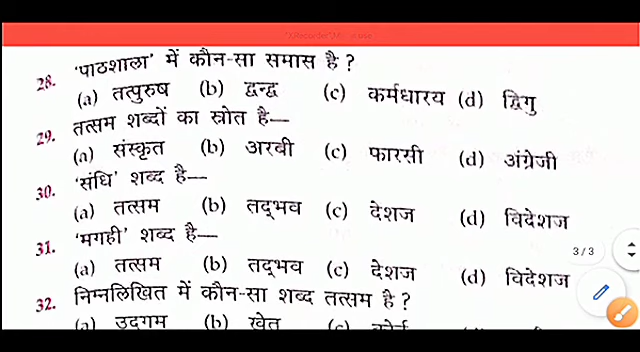 28. 'पाठशाला' में कौन-सा समास है ?
(a) तत्पुरुष (b) द्वन्द्व (c) कर्मधारय (d) द्विगु
29. तत्सम शब्दों का स्रोत है—
(a) संस्कृत (b) अरबी (c) फारसी (d) अंग्रेजी
30. 'संधि' शब्द है—
(a) तत्सम (b) तद्‌भव (c) देशज (d) विदेशज
31. 'मगही' शब्द है—
3/3
(a) तत्सम (b) तद्‌भव (c) देशज (d) विदेशज
32. निम्नलिखित में कौन-सा शब्द तत्सम है ?
(a) उद्‌गम (b) खेत (c)